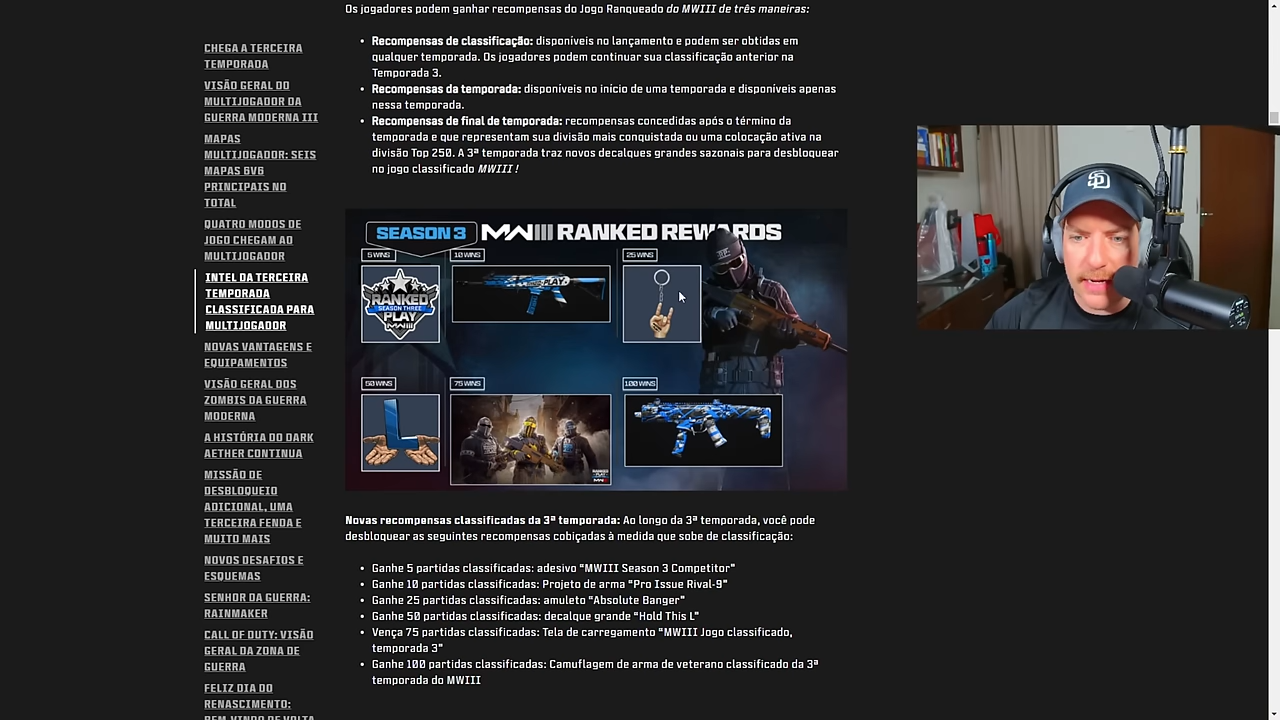 Os jogadores podem ganhar recompensas do Jogo Ranqueado do MWIII de três maneiras:
CHEGA A TERCEIRA
TEMPORADA
VISÃO GERAL DO
MULTIJOGADOR DA
GUERRA MODERNA III
MAPAS
MULTIJOGADOR: SEIS
MAPAS 6V6
PRINCIPAIS NO
TOTAL
QUATRO MODOS DE
JOGO CHEGAM AO
MULTIJOGADOR
INTEL DA TERCEIRA
TEMPORADA
CLASSIFICADA PARA
MULTIJOGADOR
NOVAS VANTAGENS E
EQUIPAMENTOS
VISÃO GERAL DOS
ZOMBIS DA GUERRA
MODERNA
A HISTÓRIA DO DARK
AETHER CONTINUA
MISSÃO DE
DESBLOQUEIO
ADICIONAL, UMA
TERCEIRA FENDA E
MUITO MAIS
NOVOS DESAFIOS E
ESQUEMAS
SENHOR DA GUERRA:
RAINMAKER
CALL OF DUTY: VISÃO
GERAL DA ZONA DE
GUERRA
FELIZ DIA DO
RENASCIMENTO:
BEM-VINDO DE VOLTA
• Recompensas de classificação: disponíveis no lançamento e podem ser obtidas em
qualquer temporada. Os jogadores podem continuar sua classificação anterior na
Temporada 3.
• Recompensas da temporada: disponíveis no início de uma temporada e disponíveis apenas
nessa temporada.
• Recompensas de final de temporada: recompensas concedidas após o término da
temporada e que representam sua divisão mais conquistada ou uma colocação ativa na
divisão Top 250. A 3ª temporada traz novos decalques grandes sazonais para desbloquear
no jogo classificado MWIII !
SEASON 3 MWIII RANKED REWARDS
5 WINS
10 WINS
25 WINS
RANKED
SEASON THREE
PLAY
MWIII
50 WINS
75 WINS
100 WINS
L
RANKED
PLAY
Novas recompensas classificadas da 3ª temporada: Ao longo da 3ª temporada, você pode
desbloquear as seguintes recompensas cobiçadas à medida que sobe de classificação:
• Ganhe 5 partidas classificadas: adesivo “MWIII Season 3 Competitor”
• Ganhe 10 partidas classificadas: Projeto de arma “Pro Issue Rival-9”
• Ganhe 25 partidas classificadas: amuleto “Absolute Banger”
• Ganhe 50 partidas classificadas: decalque grande “Hold This L”
• Vença 75 partidas classificadas: Tela de carregamento “MWIII Jogo classificado,
temporada 3”
• Ganhe 100 partidas classificadas: Camuflagem de arma de veterano classificado da 3ª
temporada do MWIII
SD